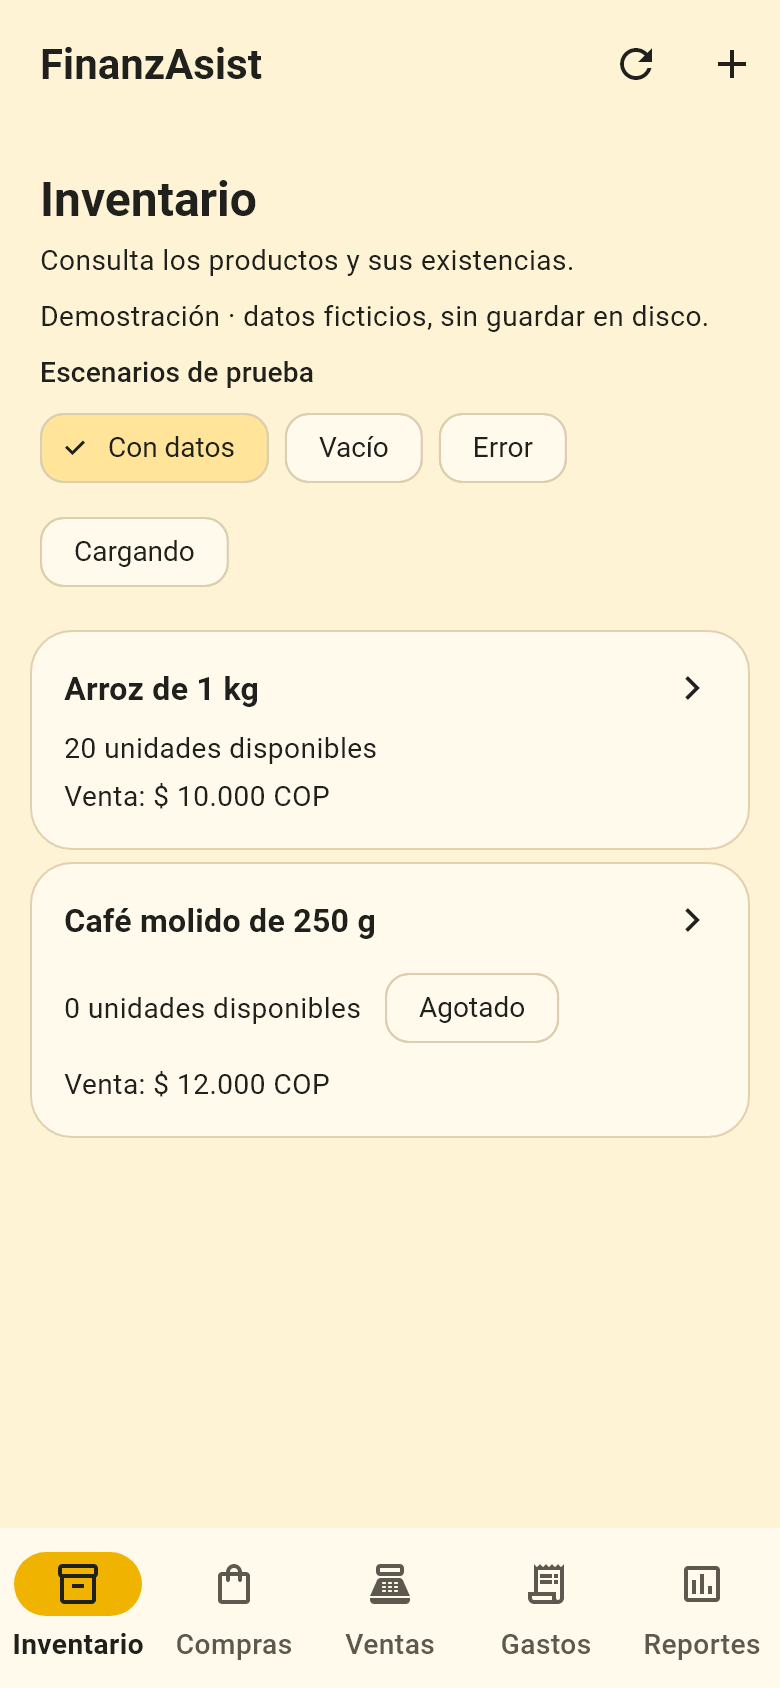 FinanzAsist
Inventario
Consulta los productos y sus existencias.
Demostración · datos ficticios, sin guardar en disco.
Escenarios de prueba
Con datos
Vacío
Error
Cargando
Arroz de 1 kg
20 unidades disponibles
Venta: $ 10.000 COP
Café molido de 250 g
0 unidades disponibles
Agotado
Venta: $ 12.000 COP
Inventario
Compras
Ventas
Gastos
Reportes